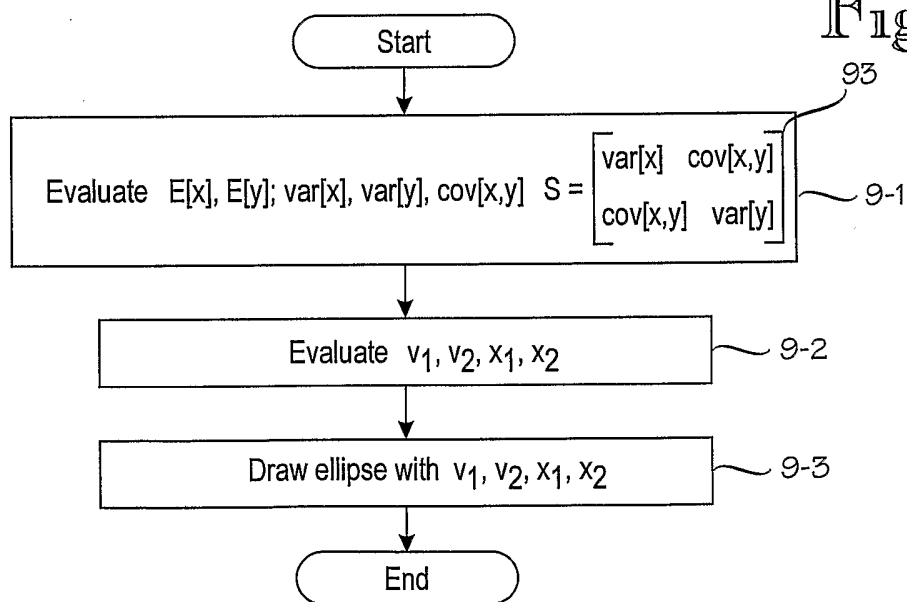 Fig
Start
93
Evaluate E[x], E[y]; var[x], var[y], cov[x,y] S = [var[x] cov[x,y]
cov[x,y] var[y]]
9-1
Evaluate v₁, v₂, x₁, x₂
9-2
Draw ellipse with v₁, v₂, x₁, x₂
9-3
End